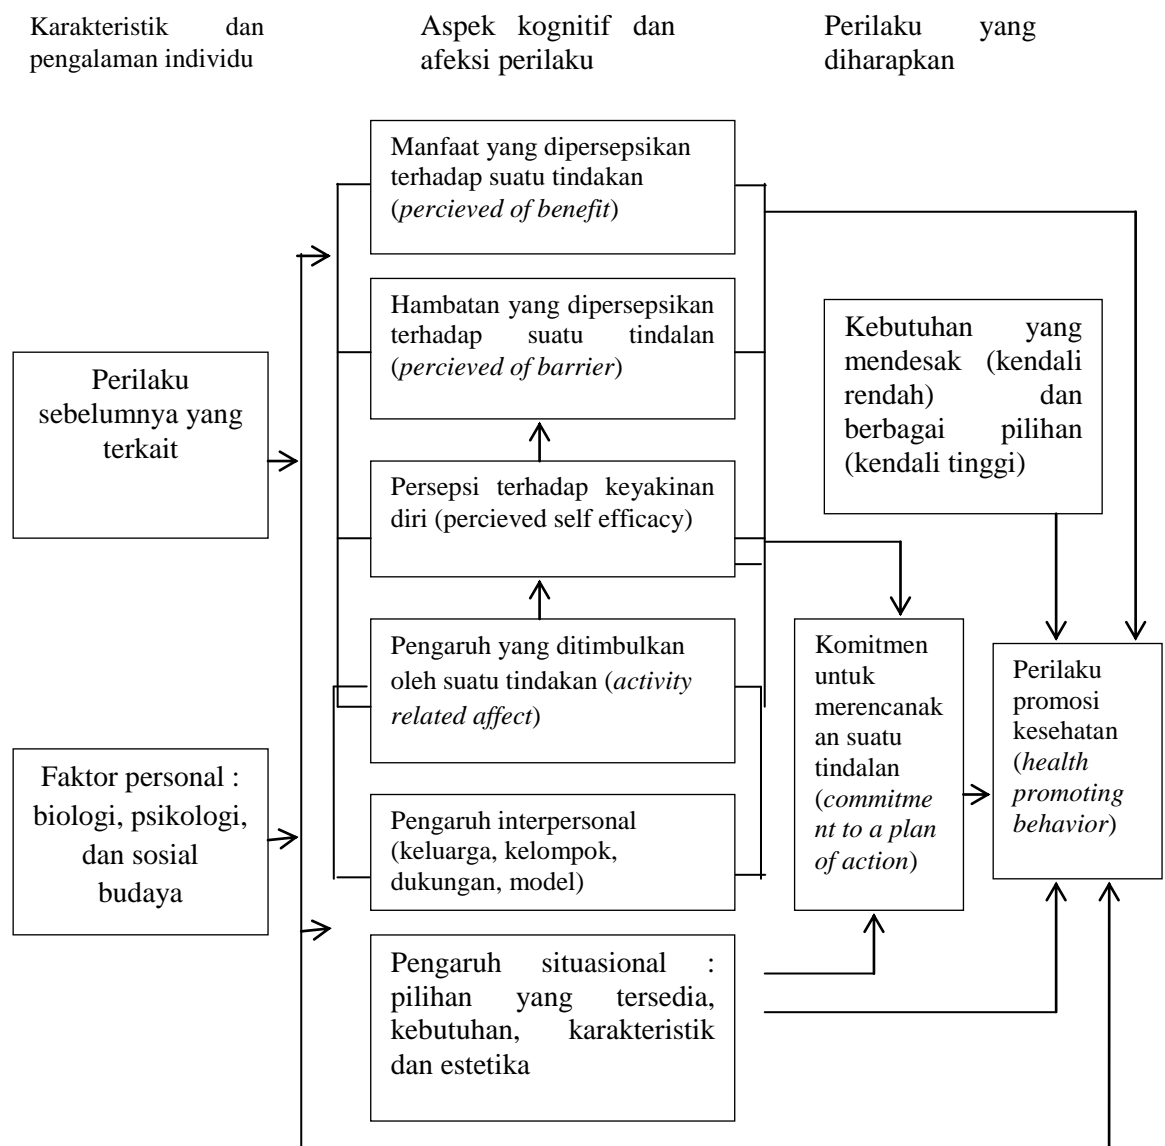 Karakteristik dan
pengalaman individu
Aspek kognitif dan
afeksi perilaku
Perilaku yang
diharapkan
Manfaat yang dipersepsikan
terhadap suatu tindakan
(percieved of benefit)
Hambatan yang dipersepsikan
terhadap suatu tindalan
(percieved of barrier)
Kebutuhan yang
mendesak (kendali
rendah) dan
berbagai pilihan
(kendali tinggi)
Perilaku
sebelumnya yang
terkait
Persepsi terhadap keyakinan
diri (percieved self efficacy)
Pengaruh yang ditimbulkan
oleh suatu tindakan (activity
related affect)
Komitmen
untuk
merencanak
an suatu
tindalan
(commitme
nt to a plan
of action)
Perilaku
promosi
kesehatan
(health
promoting
behavior)
Faktor personal :
biologi, psikologi,
dan sosial
budaya
Pengaruh interpersonal
(keluarga, kelompok,
dukungan, model)
Pengaruh situasional :
pilihan yang tersedia,
kebutuhan, karakteristik
dan estetika